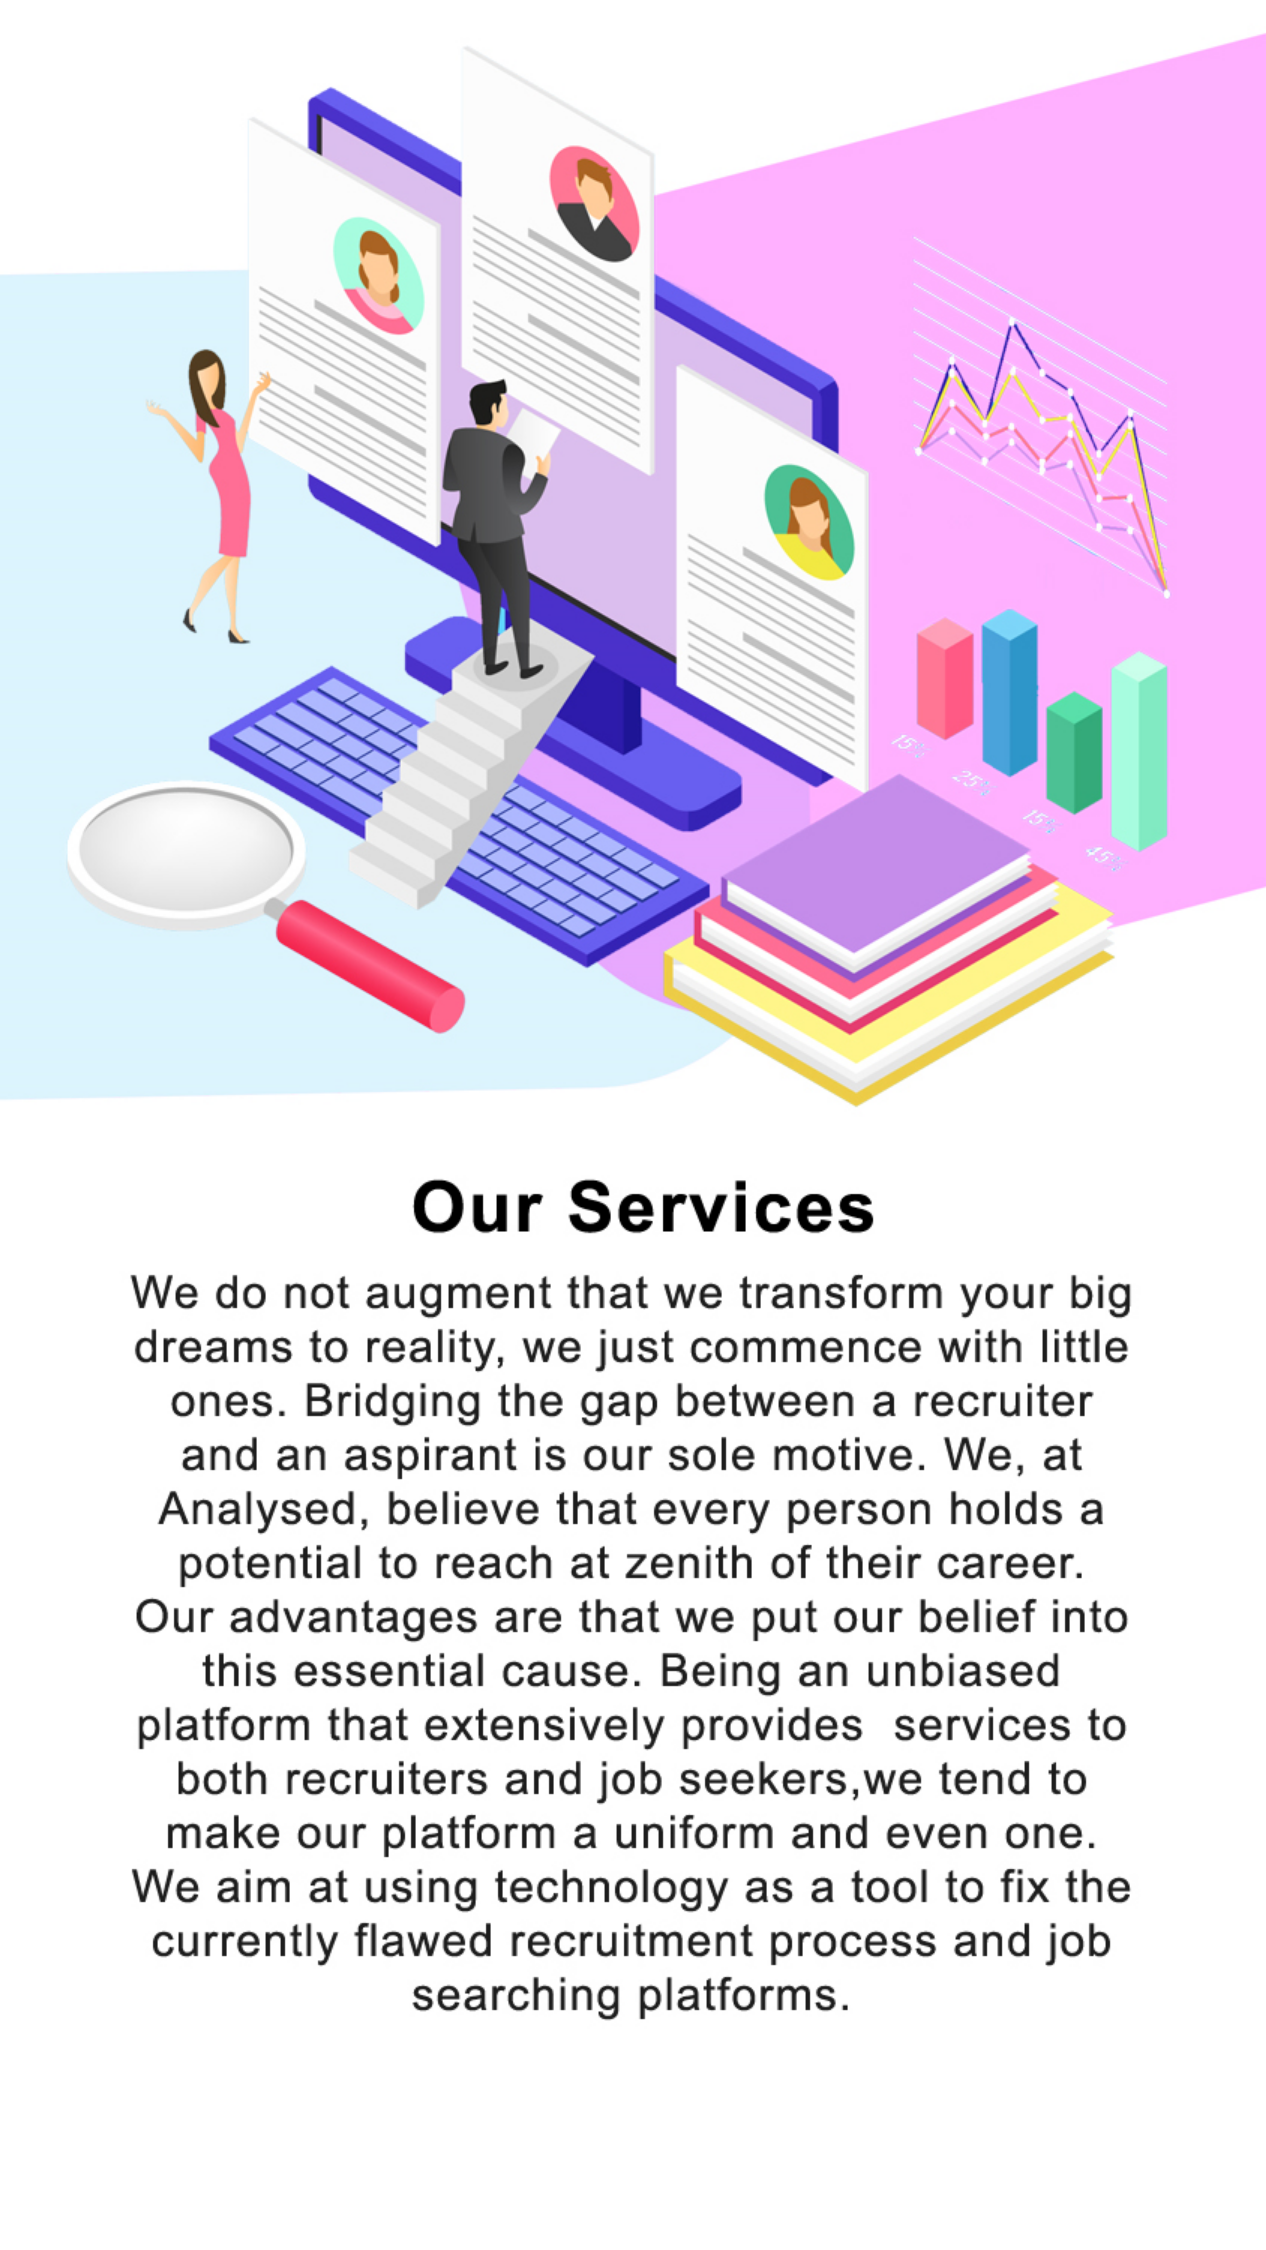 15%
25%
15%
45%
Our Services
We do not augment that we transform your big
dreams to reality, we just commence with little
ones. Bridging the gap between a recruiter
and an aspirant is our sole motive. We, at
Analysed, believe that every person holds a
potential to reach at zenith of their career.
Our advantages are that we put our belief into
this essential cause. Being an unbiased
platform that extensively provides  services to
both recruiters and job seekers,we tend to
make our platform a uniform and even one.
We aim at using technology as a tool to fix the
currently flawed recruitment process and job
searching platforms.